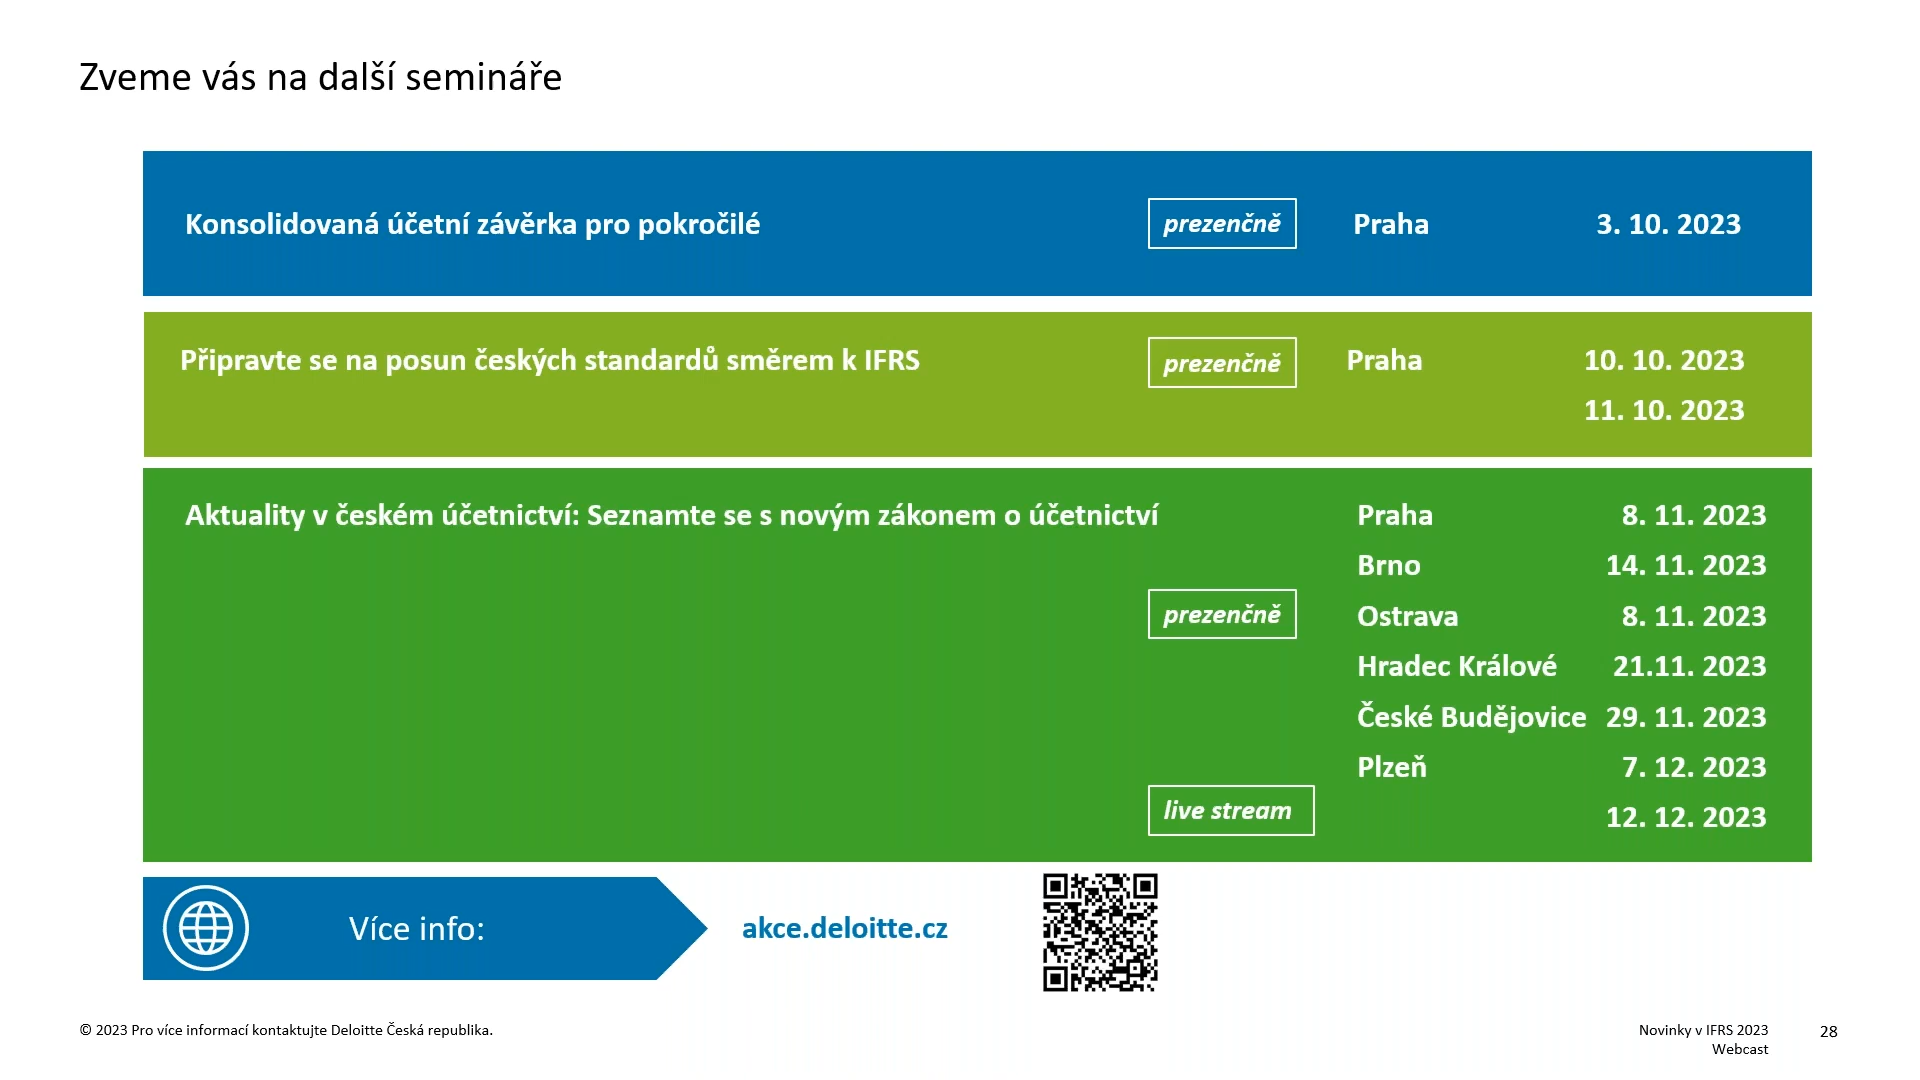 Zveme vás na další semináře
Konsolidovaná účetní závěrka pro pokročilé prezenčně Praha 3. 10. 2023
Připravte se na posun českých standardů směrem k IFRS prezenčně Praha 10. 10. 2023
11. 10. 2023
Aktuality v českém účetnictví: Seznamte se s novým zákonem o účetnictví Praha 8. 11. 2023
Brno 14. 11. 2023
prezenčně Ostrava 8. 11. 2023
Hradec Králové 21.11. 2023
České Budějovice 29. 11. 2023
Plzeň 7. 12. 2023
live stream 12. 12. 2023
Více info: akce.deloitte.cz
© 2023 Pro více informací kontaktujte Deloitte Česká republika. Novinky v IFRS 2023 28
Webcast